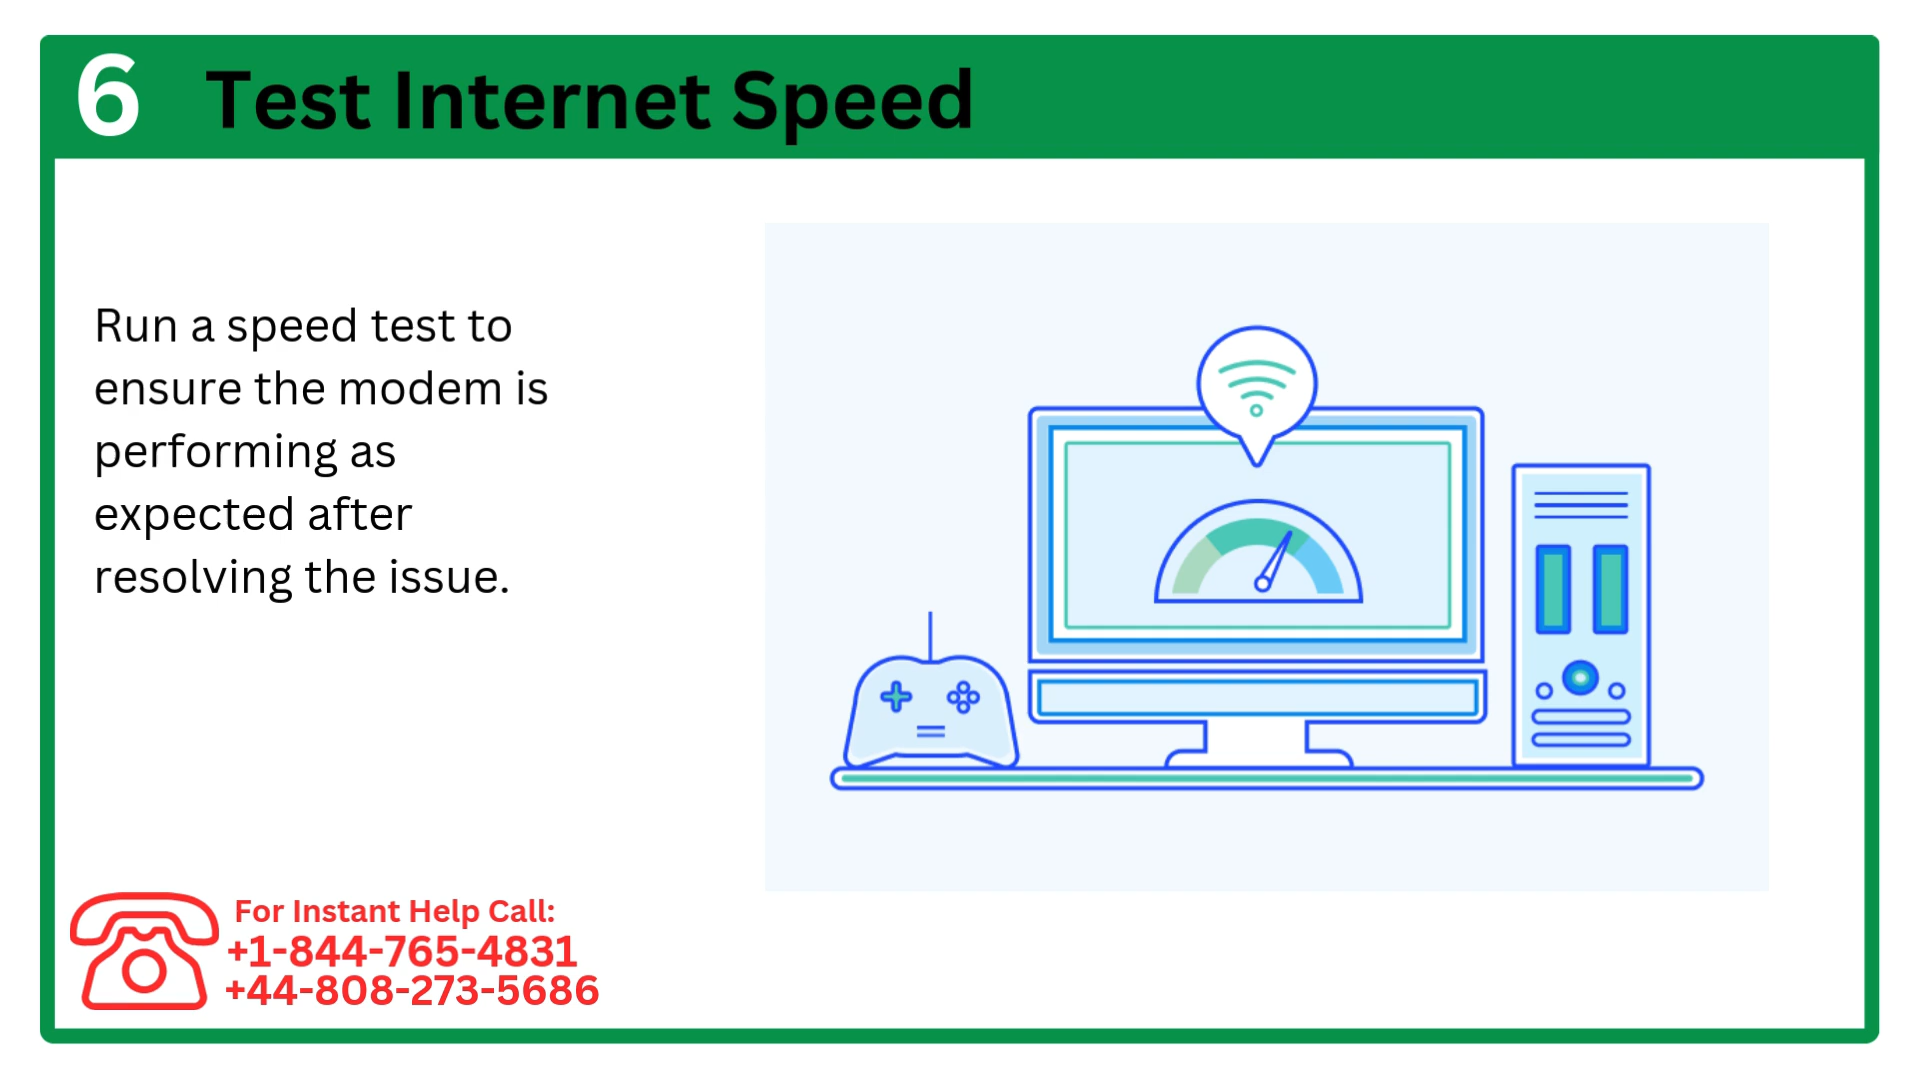 6 Test Internet Speed
Run a speed test to
ensure the modem is
performing as
expected after
resolving the issue.
For Instant Help Call:
+1-844-765-4831
+44-808-273-5686